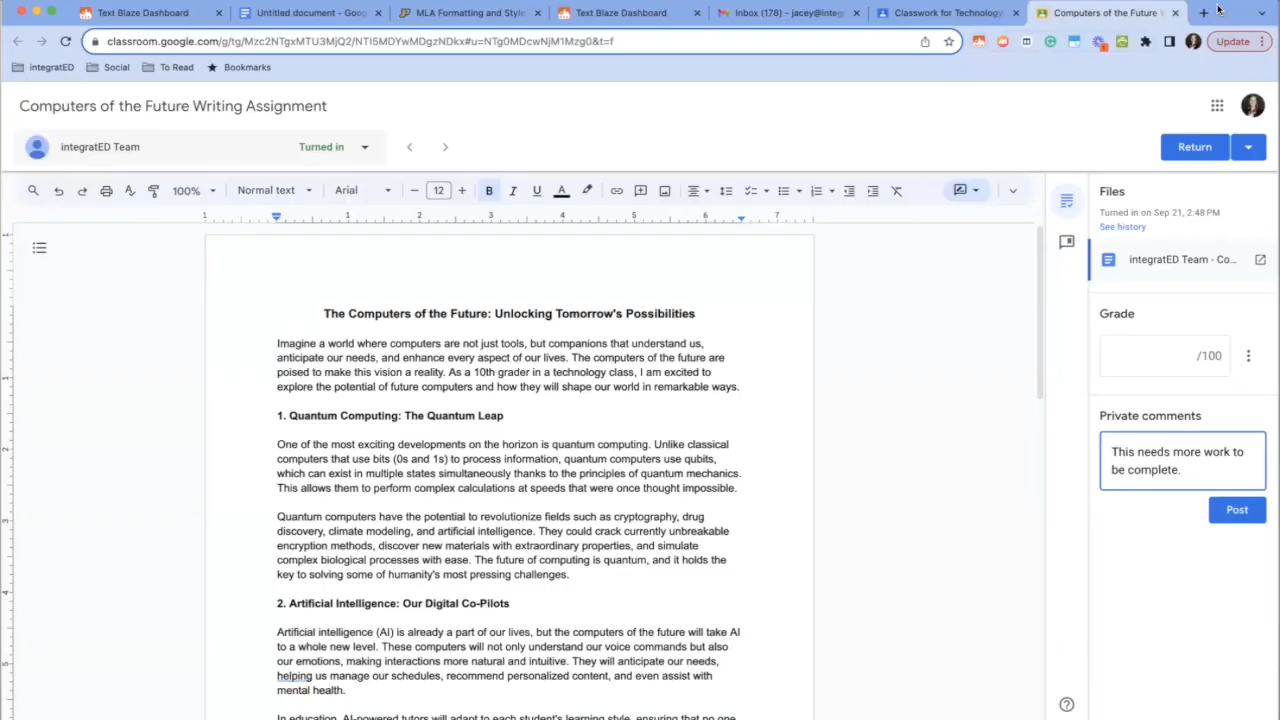 Text Blaze Dashboard
Untitled document - Goog
MLA Formatting and Style
Text Blaze Dashboard
Inbox (178) - jacey@integ
Classwork for Technology
Computers of the Future W
classroom.google.com/g/tg/Mzc2NTgxMTU3MjQ2/NTI5MDYwMDgzNDkx#u=NTg0MDcwNjM1Mzg0&t=f
Update
integratED
Social
To Read
Bookmarks
Computers of the Future Writing Assignment
integratED Team
Turned in
Return
100%
Normal text
Arial
12
B
I
U
A
1 1 2 3 4 5 6 7
Files
Turned in on Sep 21, 2:48 PM
See history
integratED Team - Co...
Grade
/100
Private comments
This needs more work to
be complete.
Post
The Computers of the Future: Unlocking Tomorrow's Possibilities
Imagine a world where computers are not just tools, but companions that understand us,
anticipate our needs, and enhance every aspect of our lives. The computers of the future are
poised to make this vision a reality. As a 10th grader in a technology class, I am excited to
explore the potential of future computers and how they will shape our world in remarkable ways.
1. Quantum Computing: The Quantum Leap
One of the most exciting developments on the horizon is quantum computing. Unlike classical
computers that use bits (0s and 1s) to process information, quantum computers use qubits,
which can exist in multiple states simultaneously thanks to the principles of quantum mechanics.
This allows them to perform complex calculations at speeds that were once thought impossible.
Quantum computers have the potential to revolutionize fields such as cryptography, drug
discovery, climate modeling, and artificial intelligence. They could crack currently unbreakable
encryption methods, discover new materials with extraordinary properties, and simulate
complex biological processes with ease. The future of computing is quantum, and it holds the
key to solving some of humanity's most pressing challenges.
2. Artificial Intelligence: Our Digital Co-Pilots
Artificial intelligence (AI) is already a part of our lives, but the computers of the future will take AI
to a whole new level. These computers will not only understand our voice commands but also
our emotions, making interactions more natural and intuitive. They will anticipate our needs,
helping us manage our schedules, recommend personalized content, and even assist with
mental health.
In education, AI-powered tutors will adapt to each student's learning style, ensuring that no one